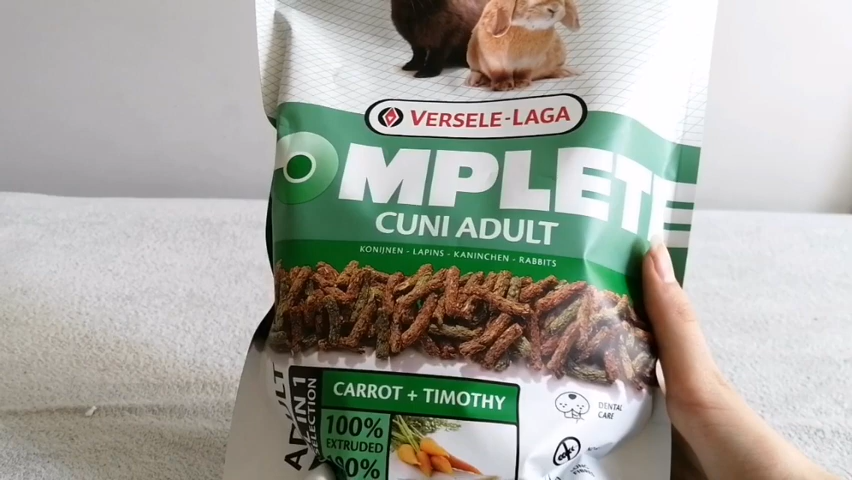 VERSELE-LAGA
OMPLETE
CUNI ADULT
KONIJNEN - LAPINS - KANINCHEN - RABBITS
CARROT + TIMOTHY
100%
EXTRUDED
DENTAL
CARE